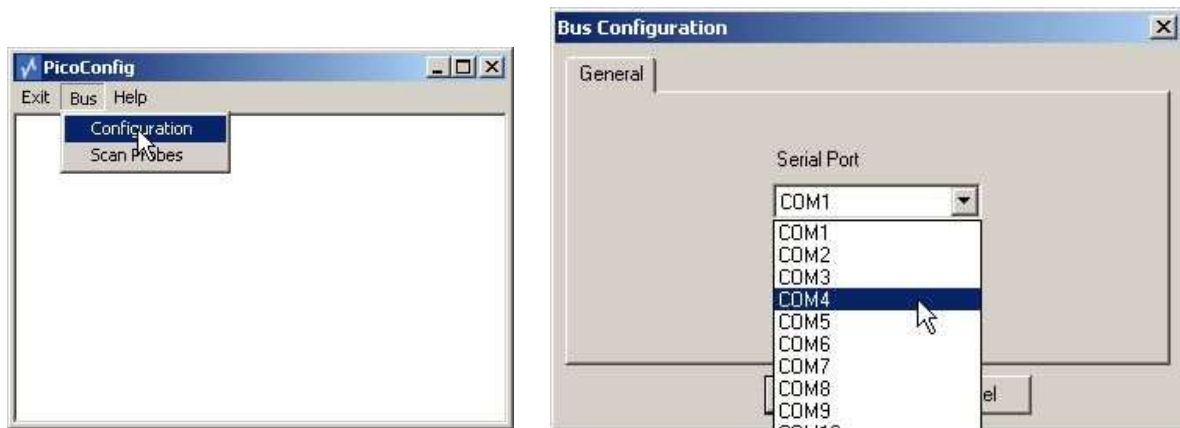 PicoConfig
Exit Bus Help
Configuration
Scan Probes
Bus Configuration
General
Serial Port
COM1
COM1
COM2
COM3
COM4
COM5
COM6
COM7
COM8
COM9